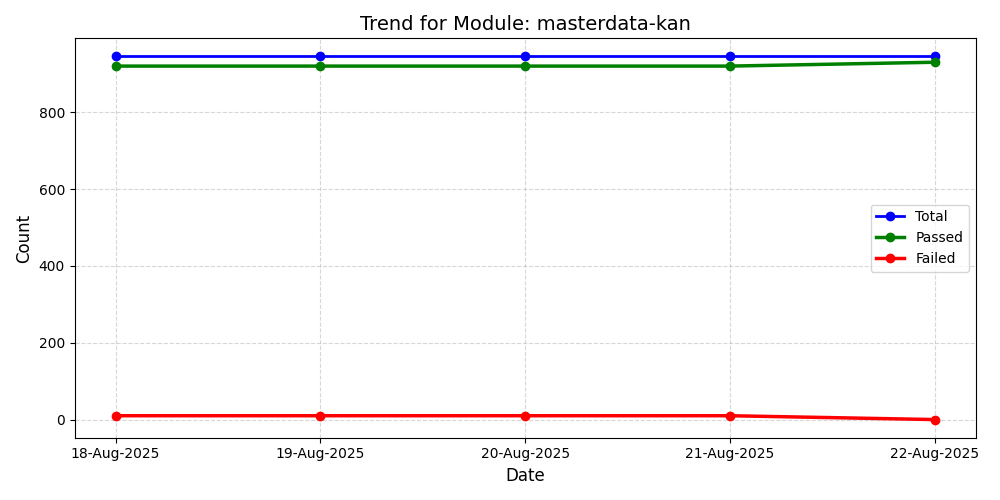 Trend for Module: masterdata-kan
Count
800
600
400
200
0
Total
Passed
Failed
18-Aug-2025
19-Aug-2025
20-Aug-2025
21-Aug-2025
22-Aug-2025
Date